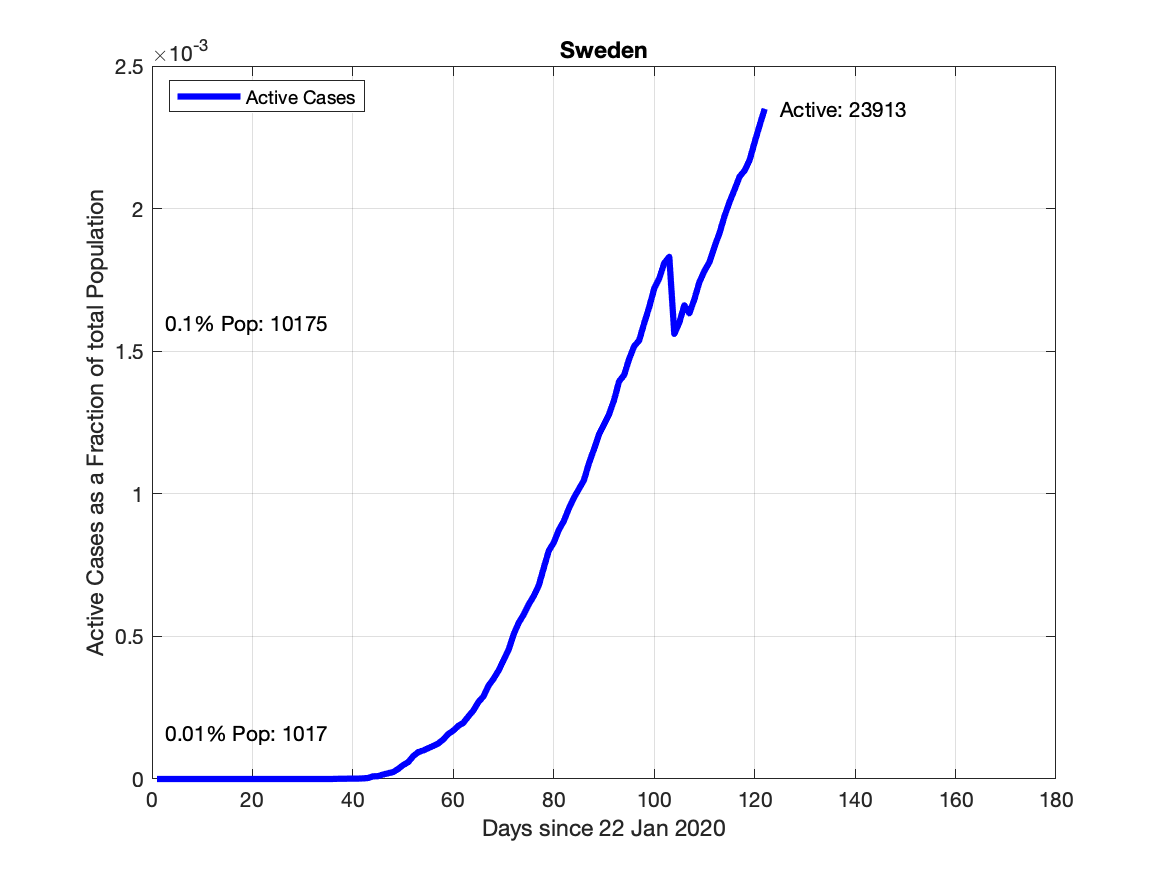 Sweden
×10-3
2.5
2
1.5
1
0.5
0
Active Cases
Active: 23913
0.1% Pop: 10175
0.01% Pop: 1017
Active Cases as a Fraction of total Population
0 20 40 60 80 100 120 140 160 180
Days since 22 Jan 2020